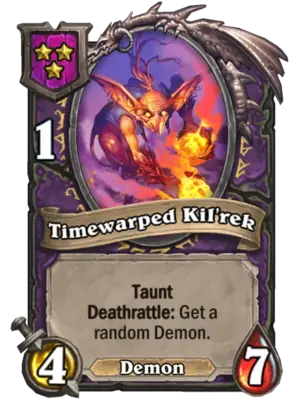 1
Timewarped Kil'rek
Taunt
Deathrattle: Get a
random Demon.
4
Demon
7